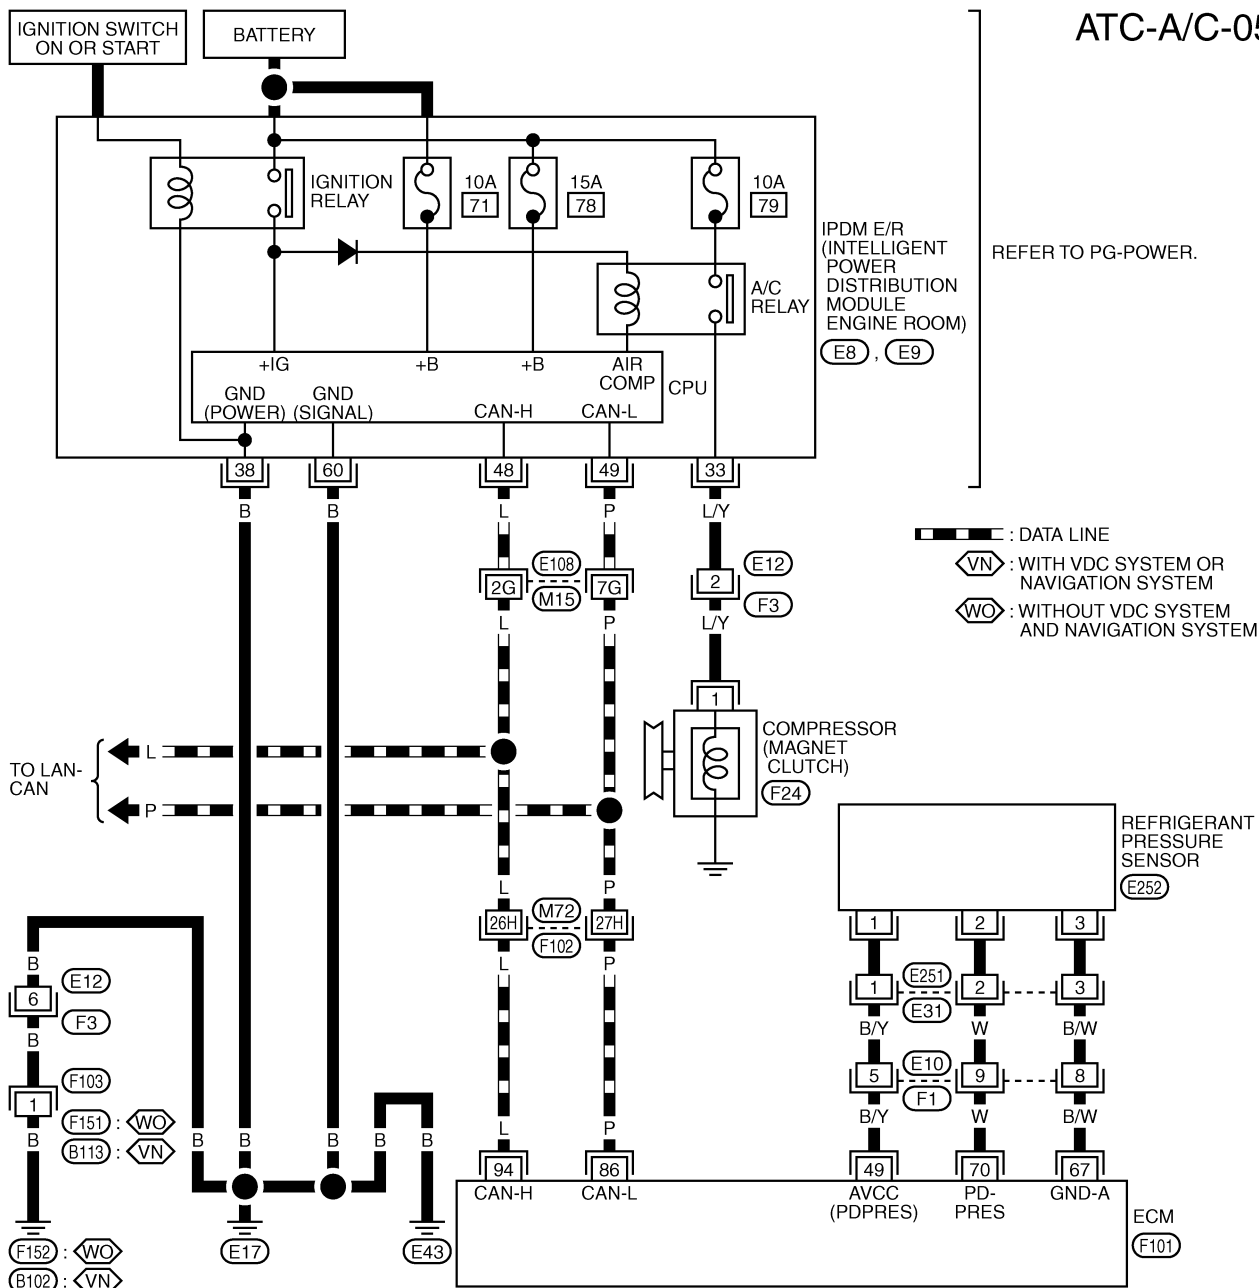 IGNITION SWITCH
ON OR START
BATTERY
ATC-A/C-05
IGNITION
RELAY
10A
71
15A
78
10A
79
IPDM E/R
(INTELLIGENT
POWER
DISTRIBUTION
MODULE
ENGINE ROOM)
E8 , E9
REFER TO PG-POWER.
A/C
RELAY
+IG
+B
+B
AIR
COMP
CPU
GND
(POWER)
GND
(SIGNAL)
CAN-H
CAN-L
38
60
48
49
33
B
B
L
P
L/Y
: DATA LINE
VN : WITH VDC SYSTEM OR
NAVIGATION SYSTEM
WO : WITHOUT VDC SYSTEM
AND NAVIGATION SYSTEM
2G
E108
M15
7G
2
E12
F3
L
P
L/Y
1
COMPRESSOR
(MAGNET
CLUTCH)
F24
TO LAN-
CAN
L
P
REFRIGERANT
PRESSURE
SENSOR
E252
L
P
26H
M72
F102
27H
L
P
1
2
3
1
E251
E31
2
3
B/Y
W
B/W
5
E10
F1
9
8
B/Y
W
B/W
B
6
E12
F3
B
1
F103
F151 : WO
B113 : VN
B
B
B
B
B
B
L
P
94
86
49
70
67
CAN-H
CAN-L
AVCC
(PDPRES)
PD-
PRES
GND-A
ECM
F101
F152 : WO
B102 : VN
E17
E43